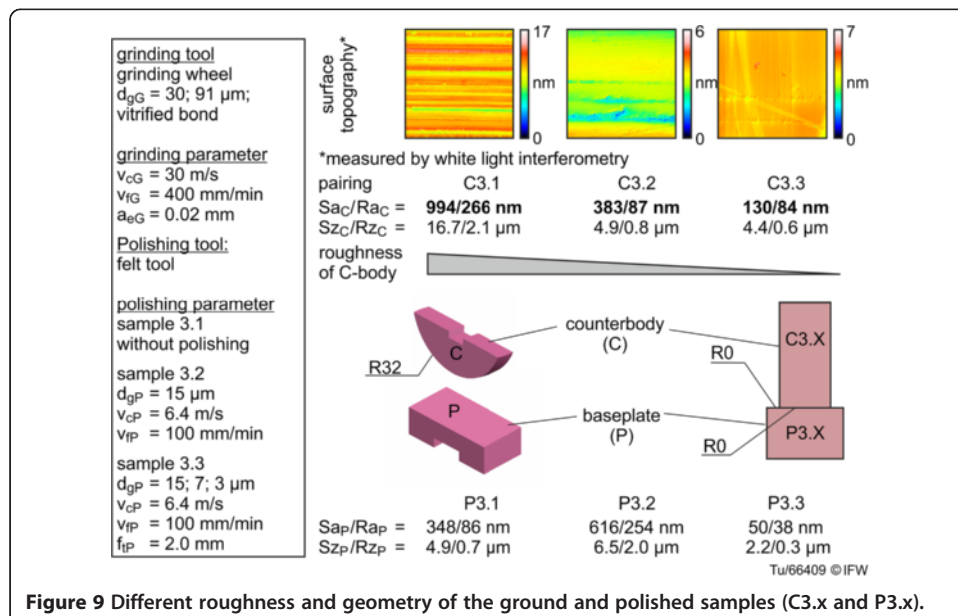 grinding tool
grinding wheel
dgG = 30; 91 µm;
vitrified bond
grinding parameter
vcG = 30 m/s
vfG = 400 mm/min
aeG = 0.02 mm
Polishing tool:
felt tool
polishing parameter
sample 3.1
without polishing
sample 3.2
dgP = 15 µm
vcP = 6.4 m/s
vfP = 100 mm/min
sample 3.3
dgP = 15; 7; 3 µm
vcP = 6.4 m/s
vfP = 100 mm/min
ftP = 2.0 mm
surface
topography*
17
nm
0
6
nm
0
7
nm
0
*measured by white light interferometry
pairing C3.1 C3.2 C3.3
SaC/RaC = 994/266 nm 383/87 nm 130/84 nm
SzC/RzC = 16.7/2.1 µm 4.9/0.8 µm 4.4/0.6 µm
roughness
of C-body
C
R32
counterbody
(C)
P
baseplate
(P)
C3.X
R0
P3.X
R0
P3.1 P3.2 P3.3
SaP/RaP = 348/86 nm 616/254 nm 50/38 nm
SzP/RzP = 4.9/0.7 µm 6.5/2.0 µm 2.2/0.3 µm
Tu/66409 © IFW
Figure 9 Different roughness and geometry of the ground and polished samples (C3.x and P3.x).